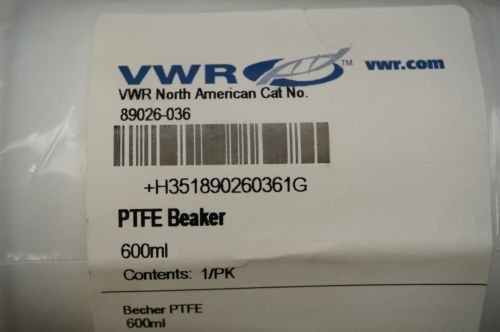 VWR™ vwr.com
VWR North American Cat No.
89026-036
+H351890260361G
PTFE Beaker
600ml
Contents: 1/PK
Becher PTFE
600ml